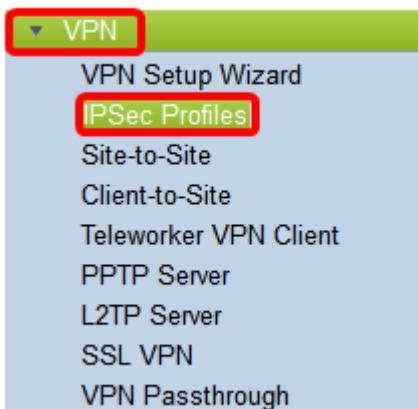 VPN
VPN Setup Wizard
IPSec Profiles
Site-to-Site
Client-to-Site
Teleworker VPN Client
PPTP Server
L2TP Server
SSL VPN
VPN Passthrough